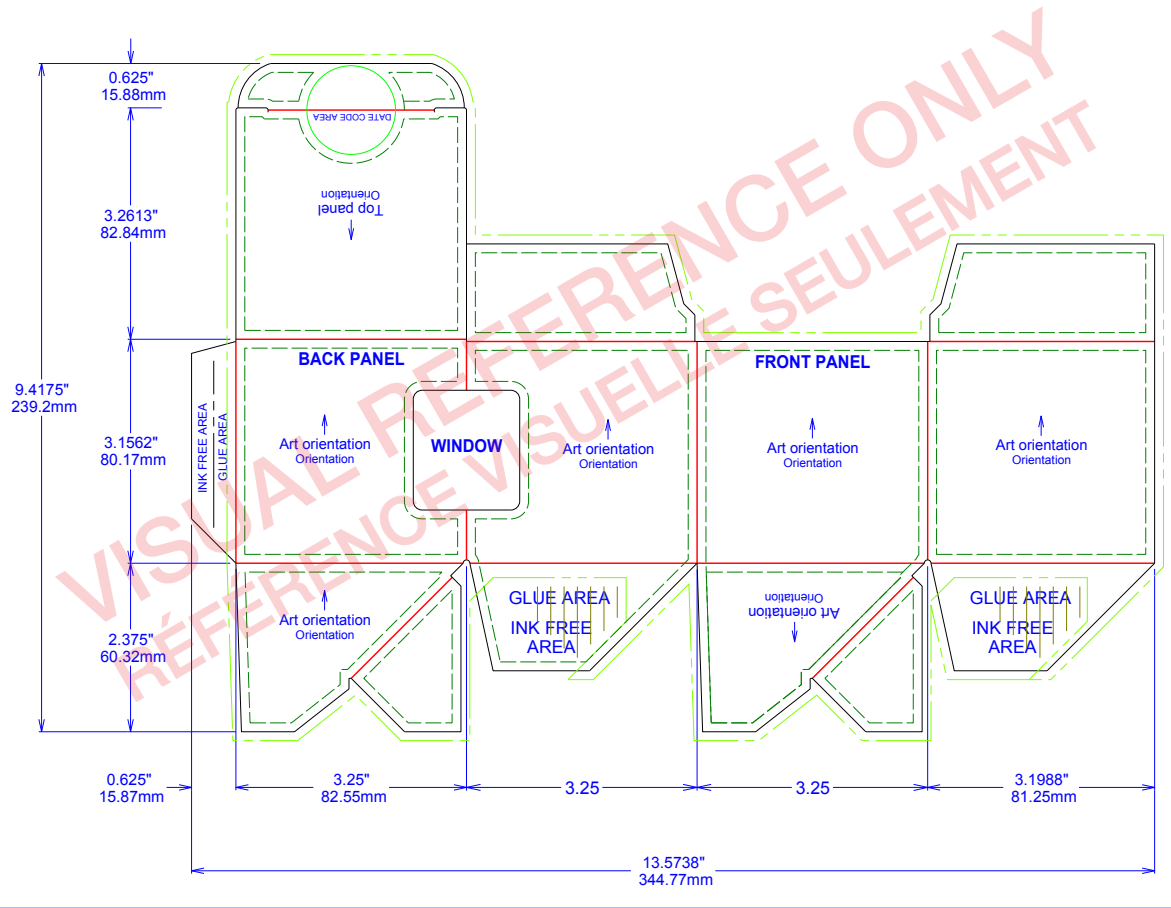 VISUAL REFERENCE ONLY
RÉFÉRENCE VISUELLE SEULEMENT
0.625"
15.88mm
DATE CODE AREA
3.2613"
82.84mm
Top panel
Orientation
9.4175"
239.2mm
3.1562"
80.17mm
INK FREE AREA
GLUE AREA
BACK PANEL
Art orientation
Orientation
WINDOW
Art orientation
Orientation
FRONT PANEL
Art orientation
Orientation
Art orientation
Orientation
2.375"
60.32mm
Art orientation
Orientation
GLUE AREA
INK FREE
AREA
Art orientation
Orientation
GLUE AREA
INK FREE
AREA
0.625"
15.87mm
3.25"
82.55mm
3.25
3.25
3.1988"
81.25mm
13.5738"
344.77mm